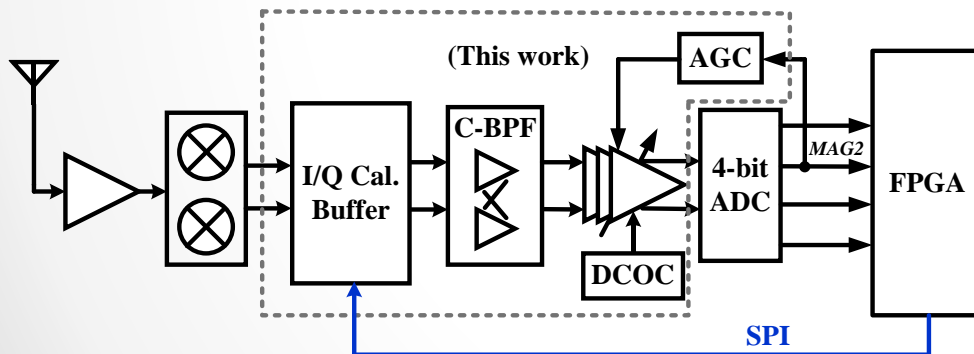 (This work)
AGC
C-BPF
MAG2
I/Q Cal.
Buffer
4-bit
ADC
FPGA
DCOC
SPI